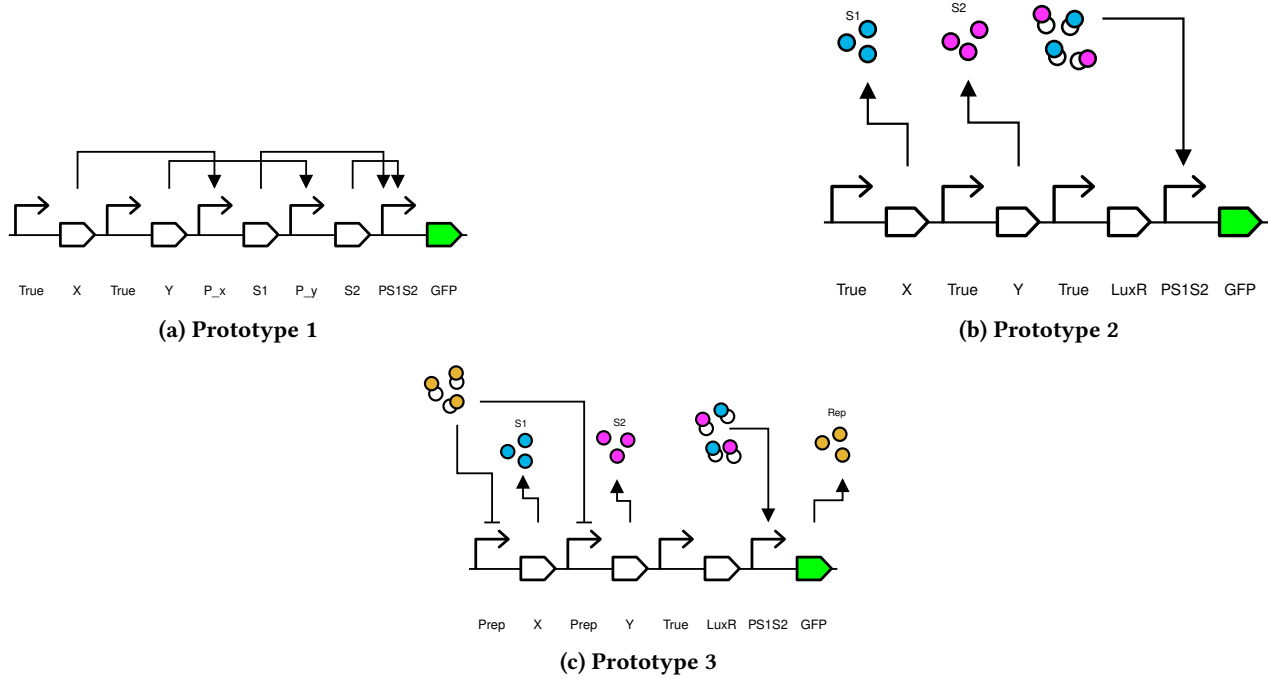 True X True Y P_x S1 P_y S2 PS1S2 GFP
(a) Prototype 1
S1 S2
True X True Y True LuxR PS1S2 GFP
(b) Prototype 2
S1 S2 Rep
Prep X Prep Y True LuxR PS1S2 GFP
(c) Prototype 3